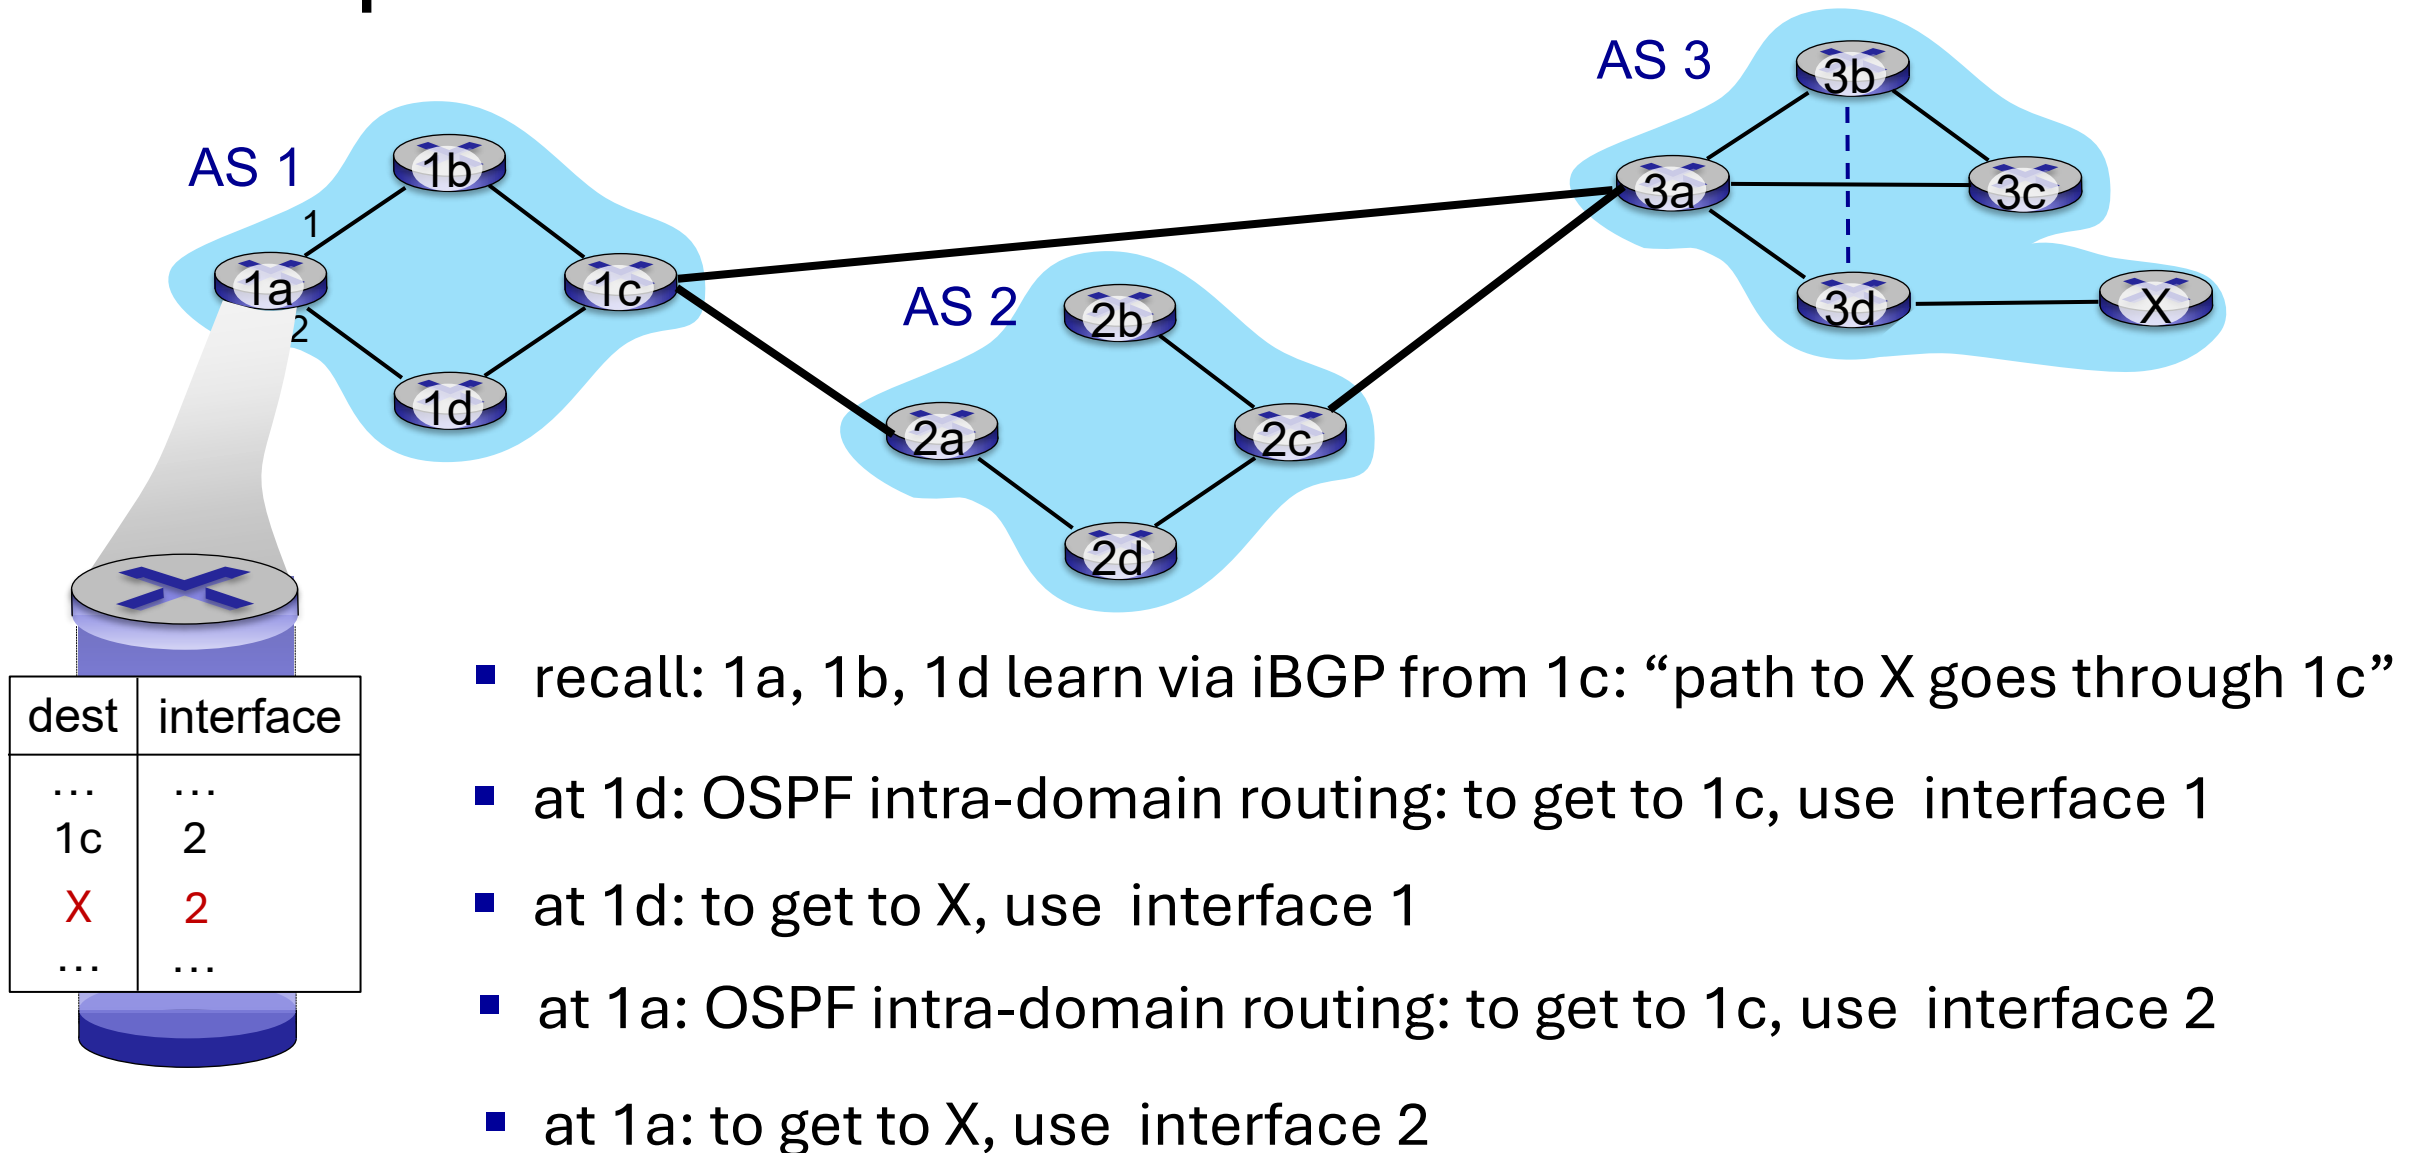 AS 3
3b
AS 1
1b
3a
3c
1
1a
1c
AS 2
2b
3d
X
2
1d
2a
2c
2d
recall: 1a, 1b, 1d learn via iBGP from 1c: “path to X goes through 1c”
dest interface
... ...
1c 2
X 2
... ...
at 1d: OSPF intra-domain routing: to get to 1c, use interface 1
at 1d: to get to X, use interface 1
at 1a: OSPF intra-domain routing: to get to 1c, use interface 2
at 1a: to get to X, use interface 2